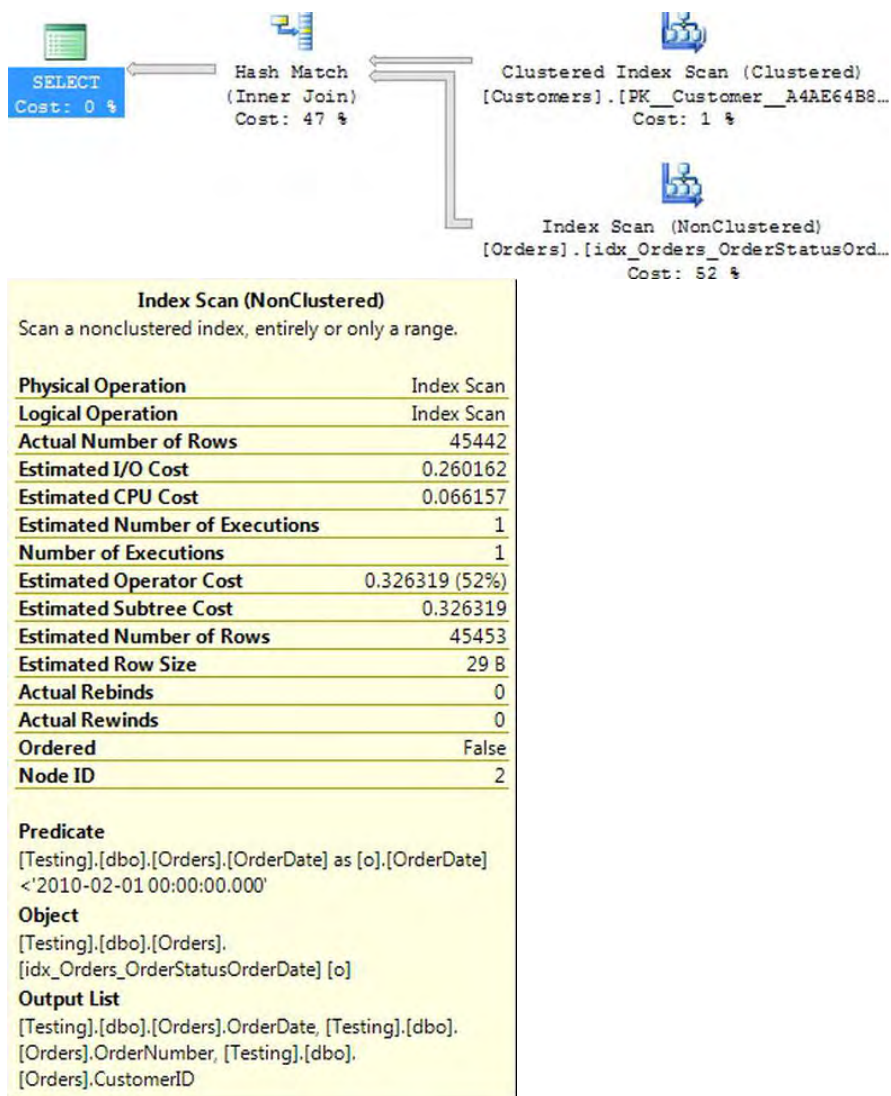 SELECT
Cost: 0 %
Hash Match
(Inner Join)
Cost: 47 %
Clustered Index Scan (Clustered)
[Customers].[PK__Customer__A4AE64B8…
Cost: 1 %
Index Scan (NonClustered)
[Orders].[idx_Orders_OrderStatusOrd…
Cost: 52 %
Index Scan (NonClustered)
Scan a nonclustered index, entirely or only a range.
Physical Operation Index Scan
Logical Operation Index Scan
Actual Number of Rows 45442
Estimated I/O Cost 0.260162
Estimated CPU Cost 0.066157
Estimated Number of Executions 1
Number of Executions 1
Estimated Operator Cost 0.326319 (52%)
Estimated Subtree Cost 0.326319
Estimated Number of Rows 45453
Estimated Row Size 29 B
Actual Rebinds 0
Actual Rewinds 0
Ordered False
Node ID 2
Predicate
[Testing].[dbo].[Orders].[OrderDate] as [o].[OrderDate]
<'2010-02-01 00:00:00.000'
Object
[Testing].[dbo].[Orders].
[idx_Orders_OrderStatusOrderDate] [o]
Output List
[Testing].[dbo].[Orders].OrderDate, [Testing].[dbo].
[Orders].OrderNumber, [Testing].[dbo].
[Orders].CustomerID